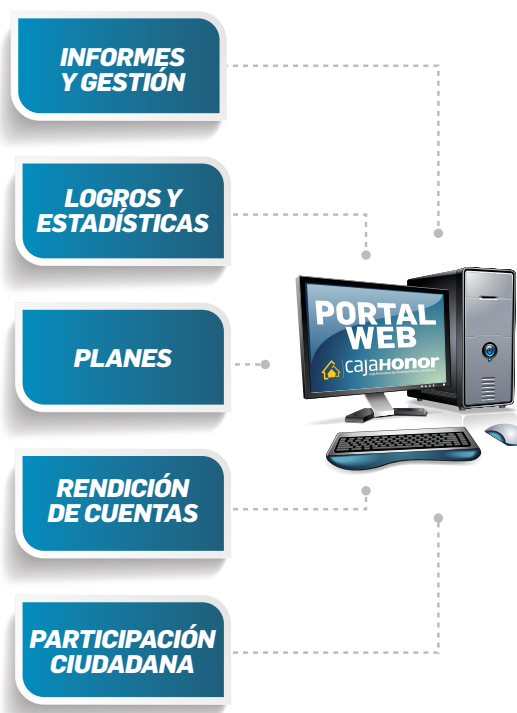 INFORMES
Y GESTIÓN
LOGROS Y
ESTADÍSTICAS
PLANES
RENDICIÓN
DE CUENTAS
PARTICIPACIÓN
CIUDADANA
PORTAL
WEB
cajaHonor